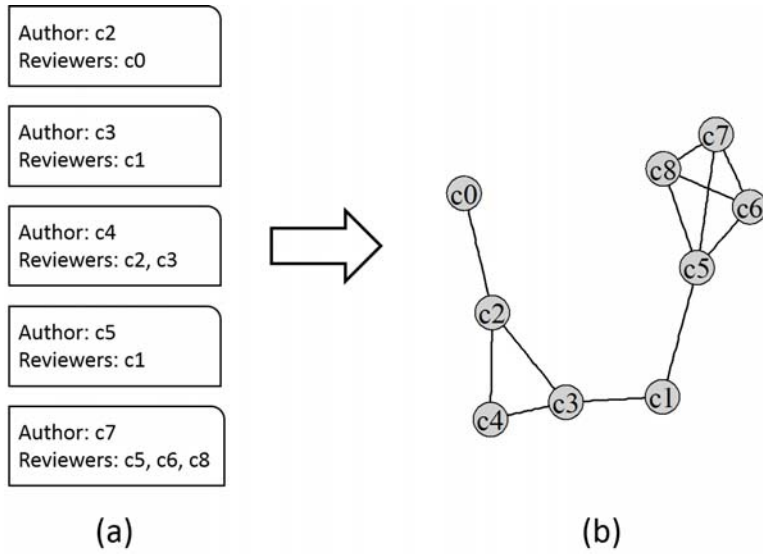 Author: c2
Reviewers: c0
Author: c3
Reviewers: c1
Author: c4
Reviewers: c2, c3
Author: c5
Reviewers: c1
Author: c7
Reviewers: c5, c6, c8
(a)
c7
c8
c0
c6
c5
c2
c1
c3
c4
(b)